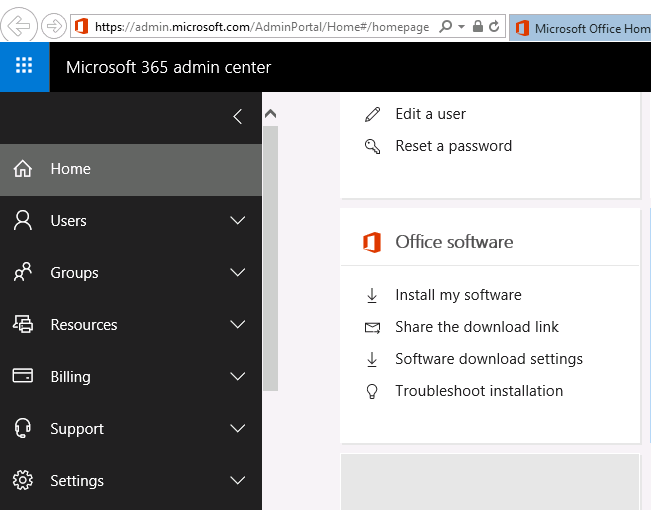 https://admin.microsoft.com/AdminPortal/Home#/homepage
Microsoft Office Hom
Microsoft 365 admin center
Home
Users
Groups
Resources
Billing
Support
Settings
Edit a user
Reset a password
Office software
Install my software
Share the download link
Software download settings
Troubleshoot installation